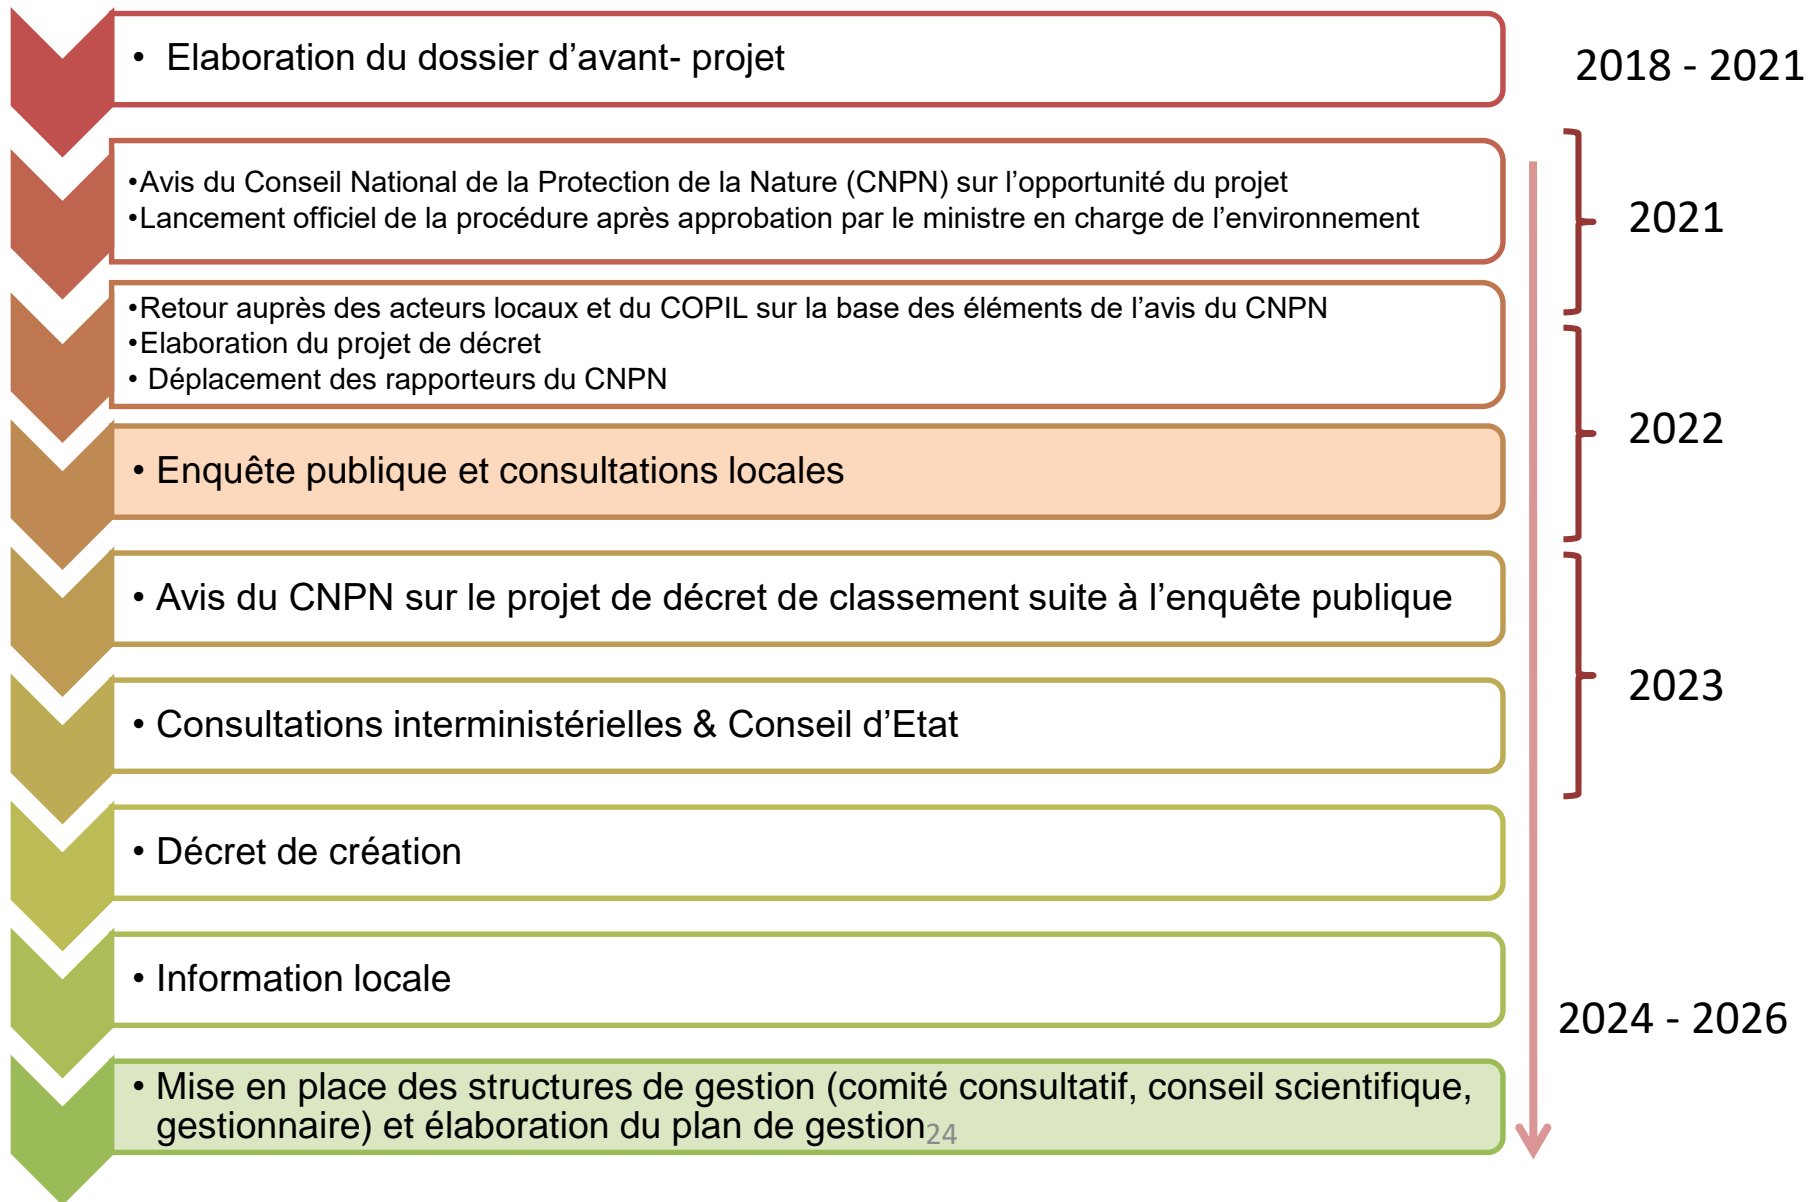 • Elaboration du dossier d’avant- projet
2018 - 2021
•Avis du Conseil National de la Protection de la Nature (CNPN) sur l’opportunité du projet
•Lancement officiel de la procédure après approbation par le ministre en charge de l’environnement
2021
•Retour auprès des acteurs locaux et du COPIL sur la base des éléments de l’avis du CNPN
•Elaboration du projet de décret
• Déplacement des rapporteurs du CNPN
2022
• Enquête publique et consultations locales
• Avis du CNPN sur le projet de décret de classement suite à l’enquête publique
2023
• Consultations interministérielles & Conseil d’Etat
• Décret de création
• Information locale
2024 - 2026
• Mise en place des structures de gestion (comité consultatif, conseil scientifique,
gestionnaire) et élaboration du plan de gestion
24